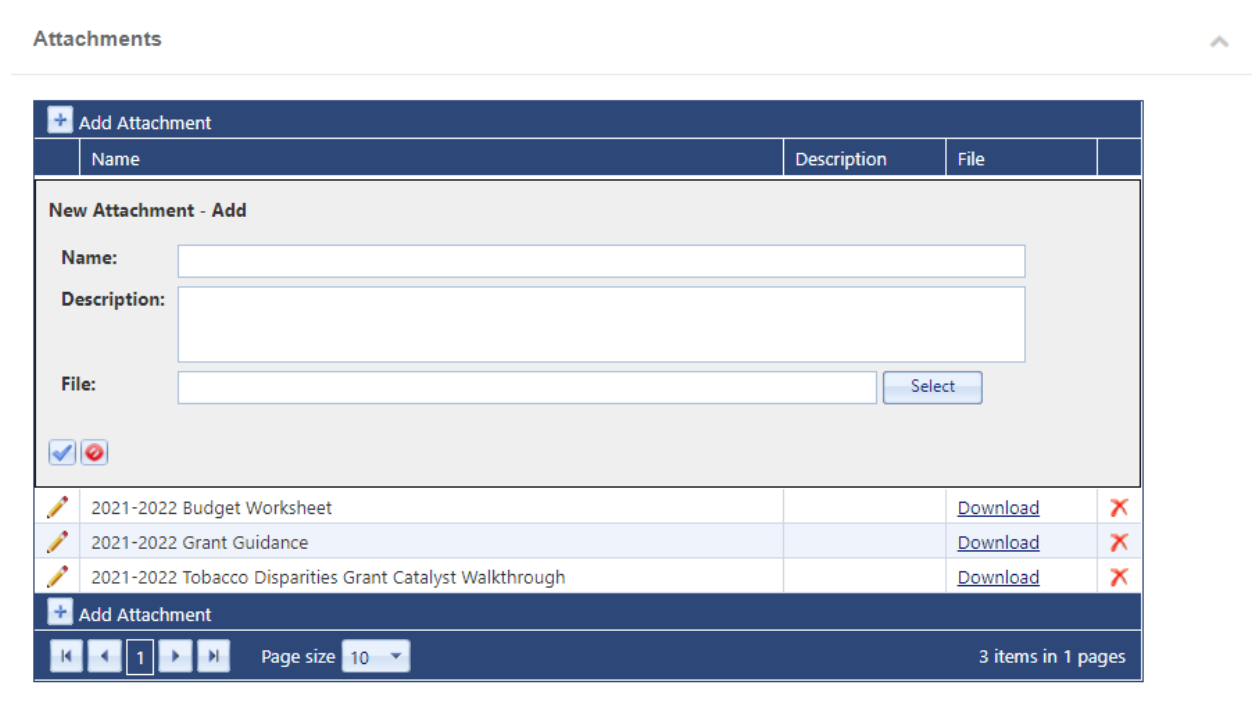 Attachments
Add Attachment
Name Description File
New Attachment - Add
Name:
Description:
File: Select
2021-2022 Budget Worksheet Download
2021-2022 Grant Guidance Download
2021-2022 Tobacco Disparities Grant Catalyst Walkthrough Download
Add Attachment
1 Page size 10 3 items in 1 pages